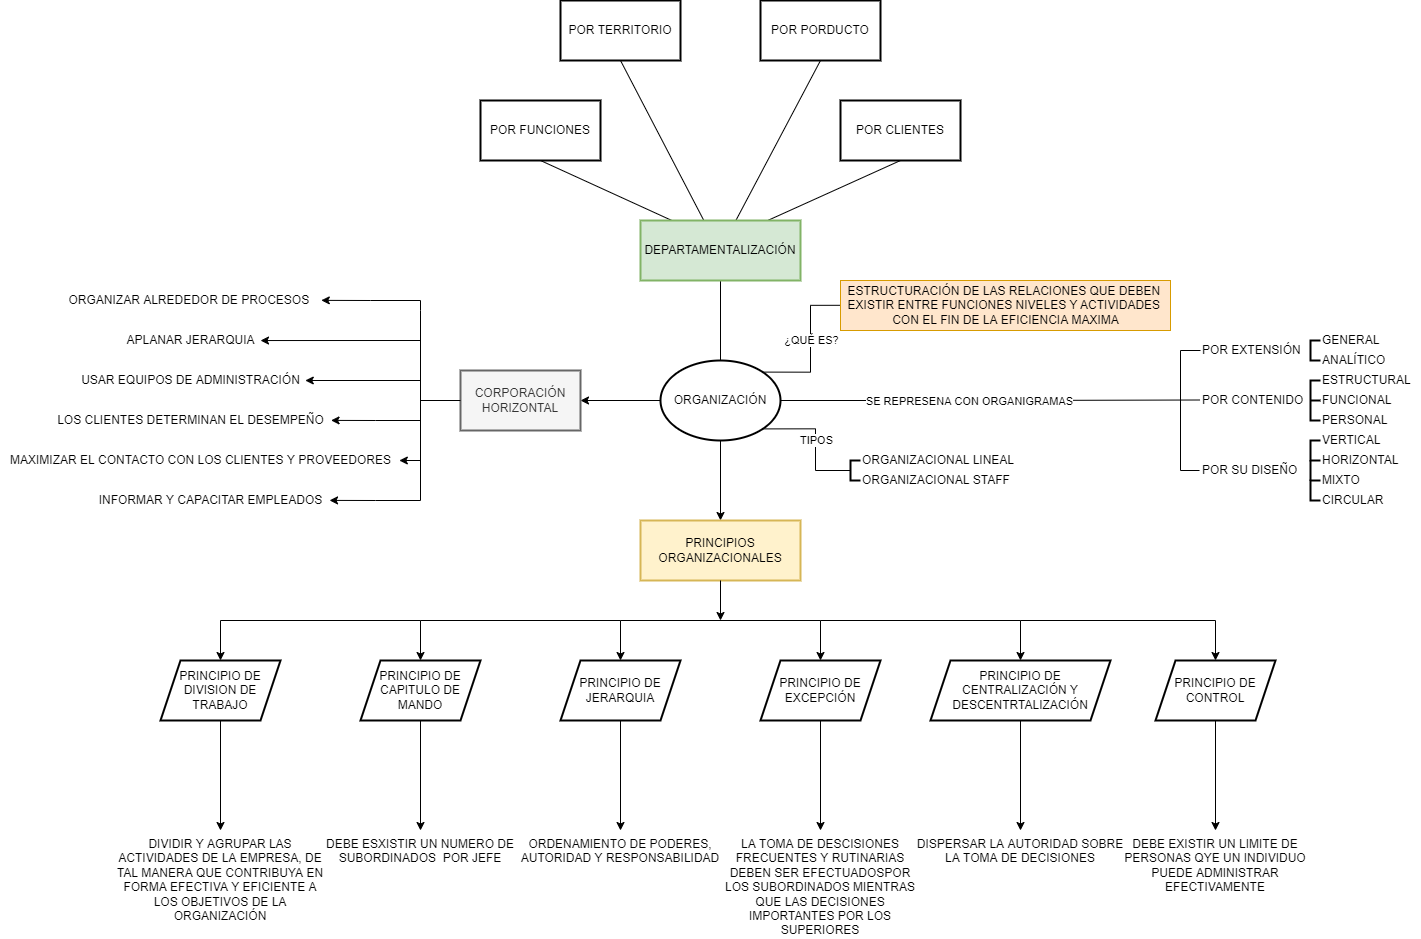 POR TERRITORIO
POR PORDUCTO
POR FUNCIONES
POR CLIENTES
DEPARTAMENTALIZACIÓN
¿QUÉ ES?
ESTRUCTURACIÓN DE LAS RELACIONES QUE DEBEN
EXISTIR ENTRE FUNCIONES NIVELES Y ACTIVIDADES
CON EL FIN DE LA EFICIENCIA MAXIMA
ORGANIZAR ALREDEDOR DE PROCESOS
APLANAR JERARQUIA
USAR EQUIPOS DE ADMINISTRACIÓN
LOS CLIENTES DETERMINAN EL DESEMPEÑO
MAXIMIZAR EL CONTACTO CON LOS CLIENTES Y PROVEEDORES
INFORMAR Y CAPACITAR EMPLEADOS
CORPORACIÓN
HORIZONTAL
ORGANIZACIÓN
SE REPRESENA CON ORGANIGRAMAS
POR EXTENSIÓN
GENERAL
ANALÍTICO
POR CONTENIDO
ESTRUCTURAL
FUNCIONAL
PERSONAL
POR SU DISEÑO
VERTICAL
HORIZONTAL
MIXTO
CIRCULAR
TIPOS
ORGANIZACIONAL LINEAL
ORGANIZACIONAL STAFF
PRINCIPIOS
ORGANIZACIONALES
PRINCIPIO DE
DIVISION DE
TRABAJO
PRINCIPIO DE
CAPITULO DE
MANDO
PRINCIPIO DE
JERARQUIA
PRINCIPIO DE
EXCEPCIÓN
PRINCIPIO DE
CENTRALIZACIÓN Y
DESCENTRTALIZACIÓN
PRINCIPIO DE
CONTROL
DIVIDIR Y AGRUPAR LAS
ACTIVIDADES DE LA EMPRESA, DE
TAL MANERA QUE CONTRIBUYA EN
FORMA EFECTIVA Y EFICIENTE A
LOS OBJETIVOS DE LA
ORGANIZACIÓN
DEBE ESXISTIR UN NUMERO DE
SUBORDINADOS POR JEFE
ORDENAMIENTO DE PODERES,
AUTORIDAD Y RESPONSABILIDAD
LA TOMA DE DESCISIONES
FRECUENTES Y RUTINARIAS
DEBEN SER EFECTUADOSPOR
LOS SUBORDINADOS MIENTRAS
QUE LAS DECISIONES
IMPORTANTES POR LOS
SUPERIORES
DISPERSAR LA AUTORIDAD SOBRE
LA TOMA DE DECISIONES
DEBE EXISTIR UN LIMITE DE
PERSONAS QYE UN INDIVIDUO
PUEDE ADMINISTRAR
EFECTIVAMENTE